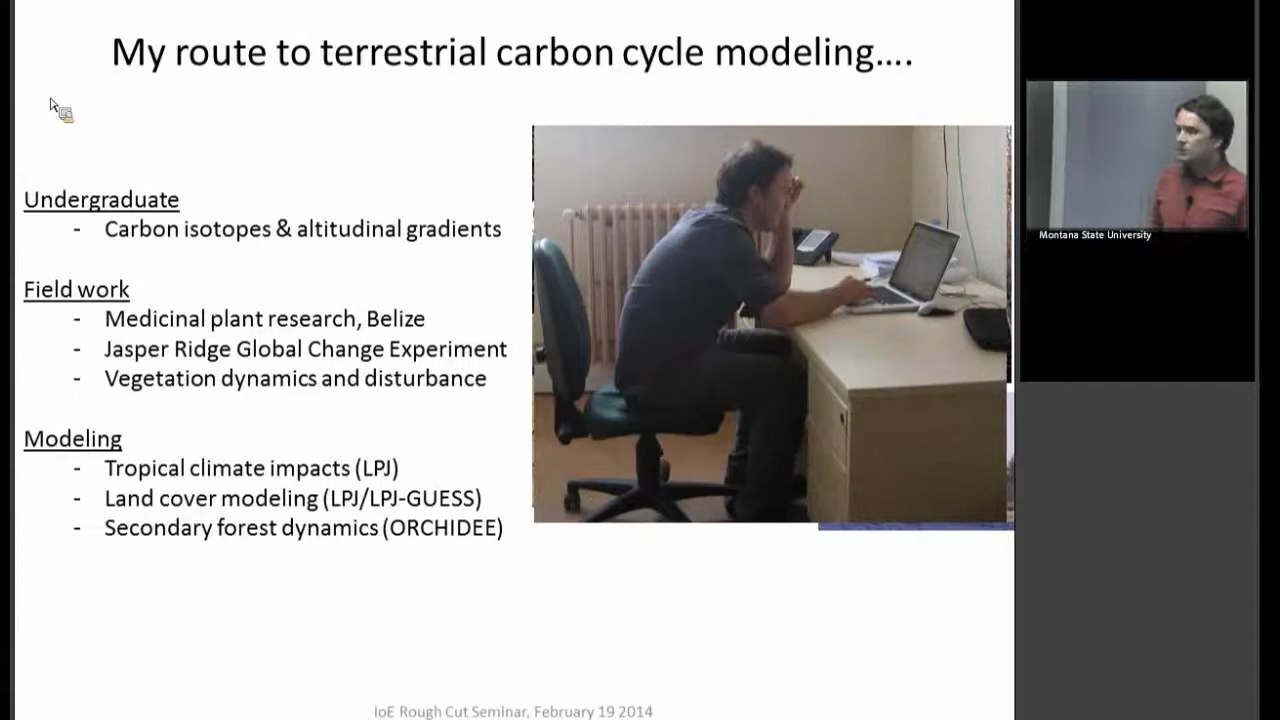 My route to terrestrial carbon cycle modeling....
Undergraduate
- Carbon isotopes & altitudinal gradients
Field work
- Medicinal plant research, Belize
- Jasper Ridge Global Change Experiment
- Vegetation dynamics and disturbance
Modeling
- Tropical climate impacts (LPJ)
- Land cover modeling (LPJ/LPJ-GUESS)
- Secondary forest dynamics (ORCHIDEE)
IoE Rough Cut Seminar, February 19 2014
Montana State University